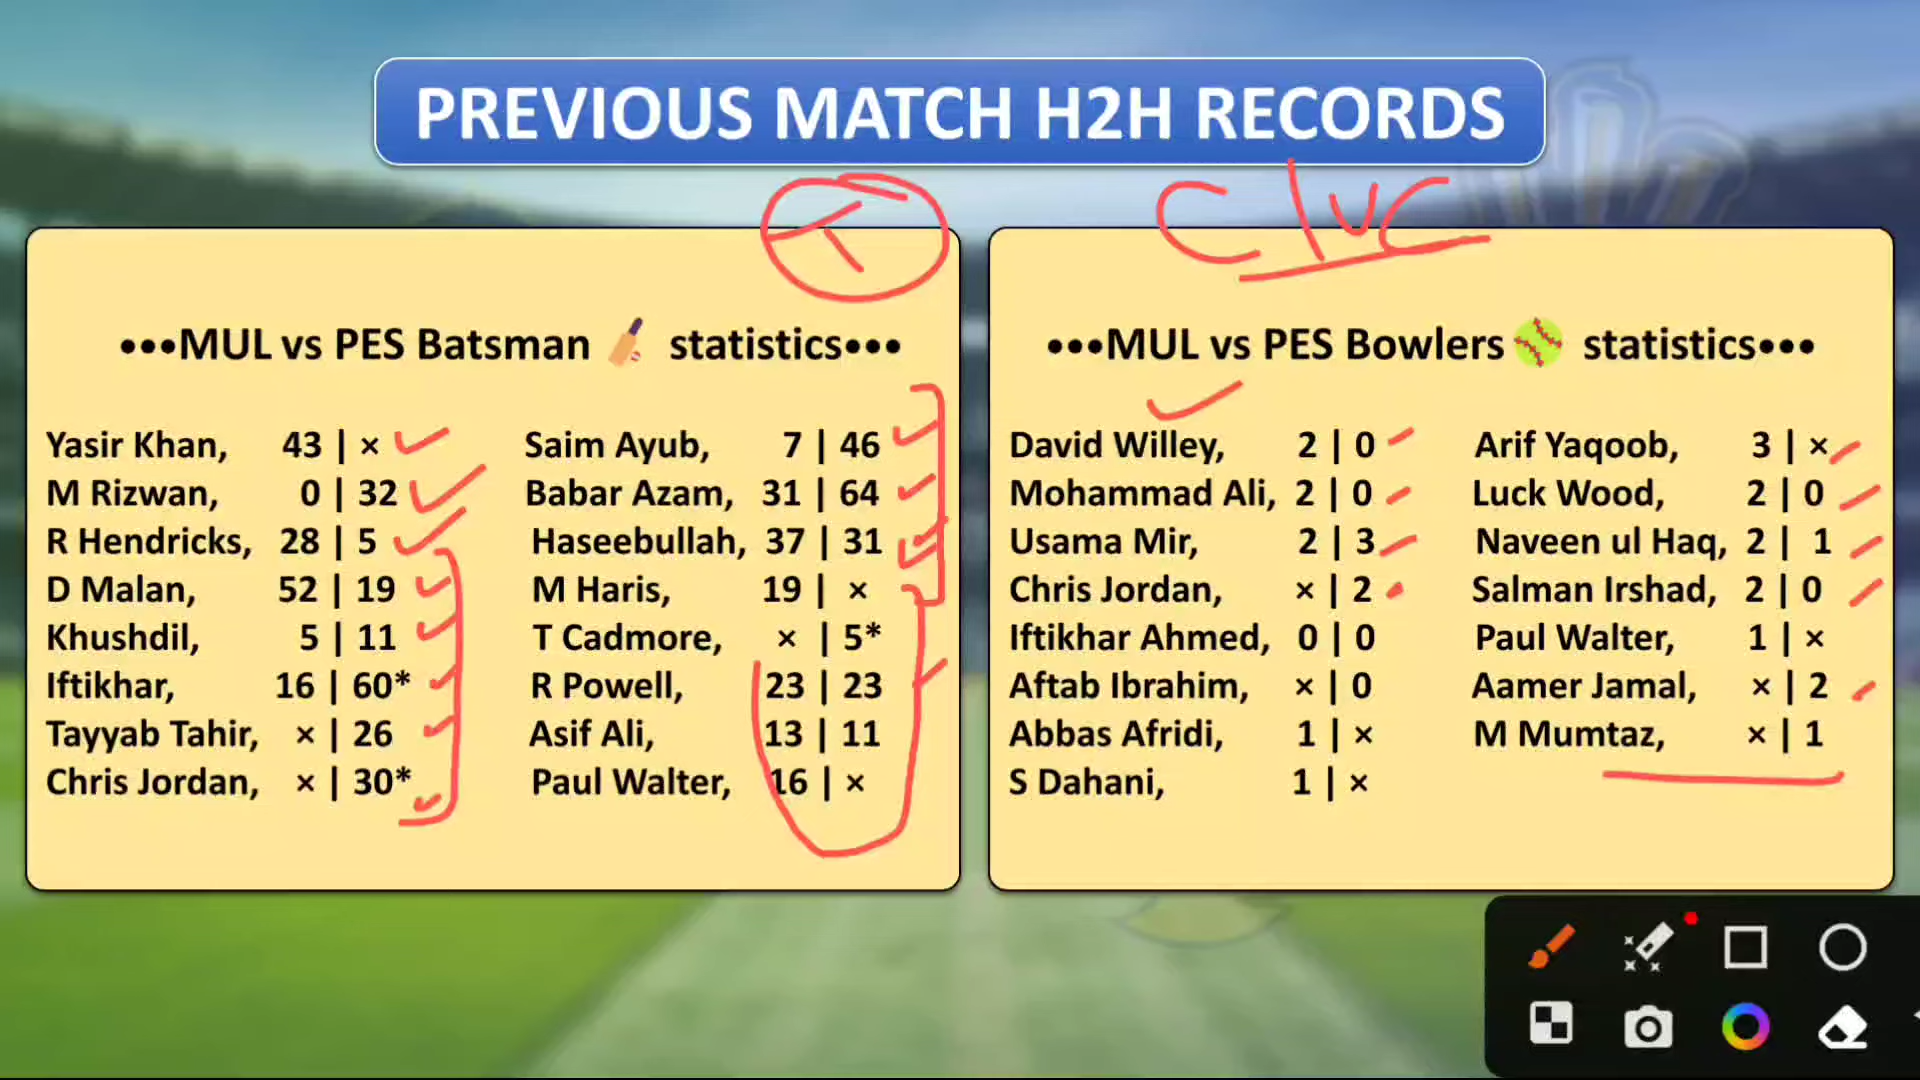 PREVIOUS MATCH H2H RECORDS
•••MUL vs PES Batsman statistics•••
Yasir Khan, 43 | ×
M Rizwan, 0 | 32
R Hendricks, 28 | 5
D Malan, 52 | 19
Khushdil, 5 | 11
Iftikhar, 16 | 60*
Tayyab Tahir, × | 26
Chris Jordan, × | 30*
Saim Ayub, 7 | 46
Babar Azam, 31 | 64
Haseebullah, 37 | 31
M Haris, 19 | ×
T Cadmore, × | 5*
R Powell, 23 | 23
Asif Ali, 13 | 11
Paul Walter, 16 | ×
•••MUL vs PES Bowlers statistics•••
David Willey, 2 | 0
Mohammad Ali, 2 | 0
Usama Mir, 2 | 3
Chris Jordan, × | 2
Iftikhar Ahmed, 0 | 0
Aftab Ibrahim, × | 0
Abbas Afridi, 1 | ×
S Dahani, 1 | ×
Arif Yaqoob, 3 | ×
Luck Wood, 2 | 0
Naveen ul Haq, 2 | 1
Salman Irshad, 2 | 0
Paul Walter, 1 | ×
Aamer Jamal, × | 2
M Mumtaz, × | 1